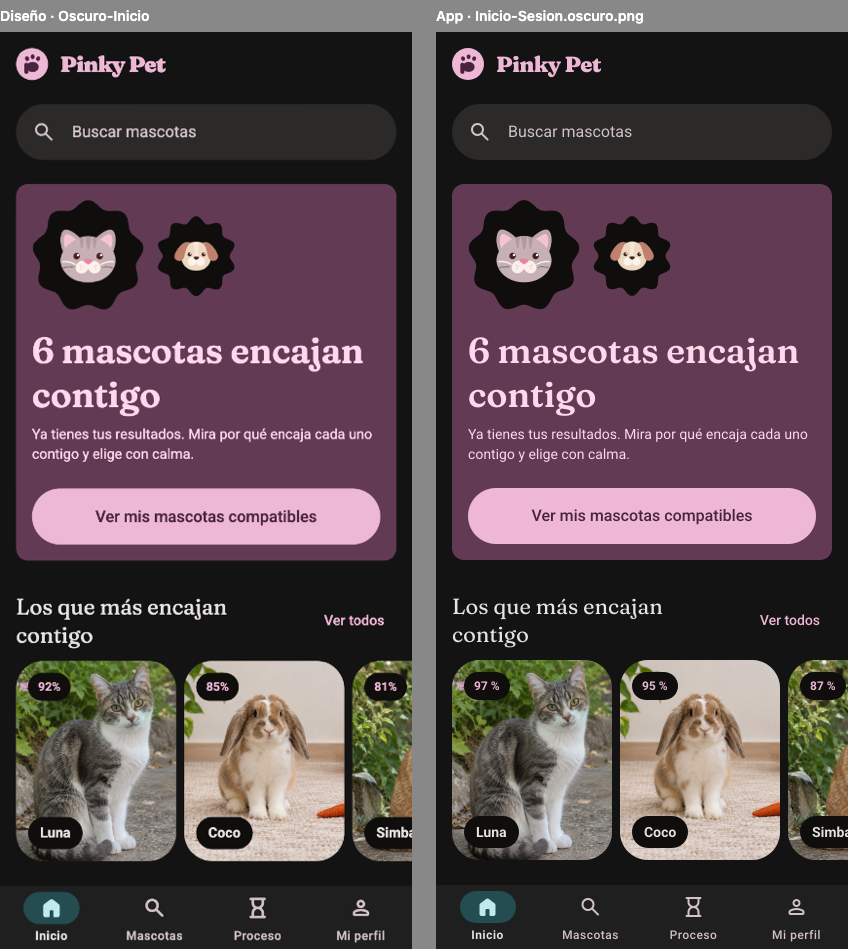 Diseño · Oscuro-Inicio
Pinky Pet
Buscar mascotas
6 mascotas encajan
contigo
Ya tienes tus resultados. Mira por qué encaja cada uno
contigo y elige con calma.
Ver mis mascotas compatibles
Los que más encajan
contigo
Ver todos
92%
85%
81%
Luna
Coco
Simba
Inicio
Mascotas
Proceso
Mi perfil
App · Inicio-Sesion.oscuro.png
Pinky Pet
Buscar mascotas
6 mascotas encajan
contigo
Ya tienes tus resultados. Mira por qué encaja cada uno
contigo y elige con calma.
Ver mis mascotas compatibles
Los que más encajan
contigo
Ver todos
97 %
95 %
87 %
Luna
Coco
Simba
Inicio
Mascotas
Proceso
Mi perfil